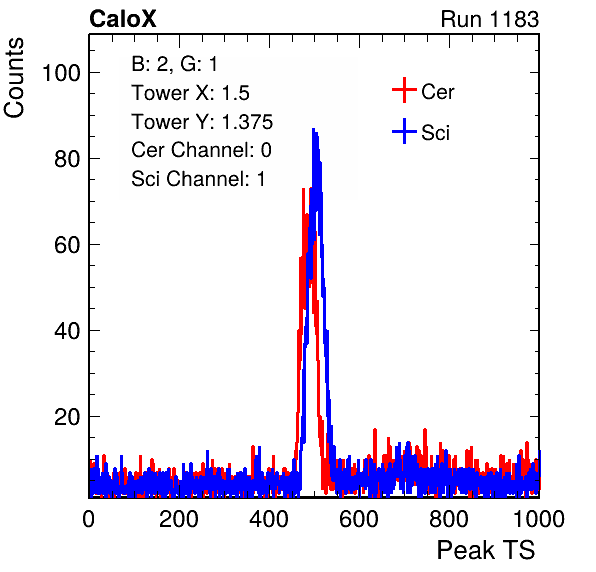 CaloX
Run 1183
Counts
B: 2, G: 1
Tower X: 1.5
Tower Y: 1.375
Cer Channel: 0
Sci Channel: 1
Cer
Sci
100
80
60
40
20
0 200 400 600 800 1000
Peak TS